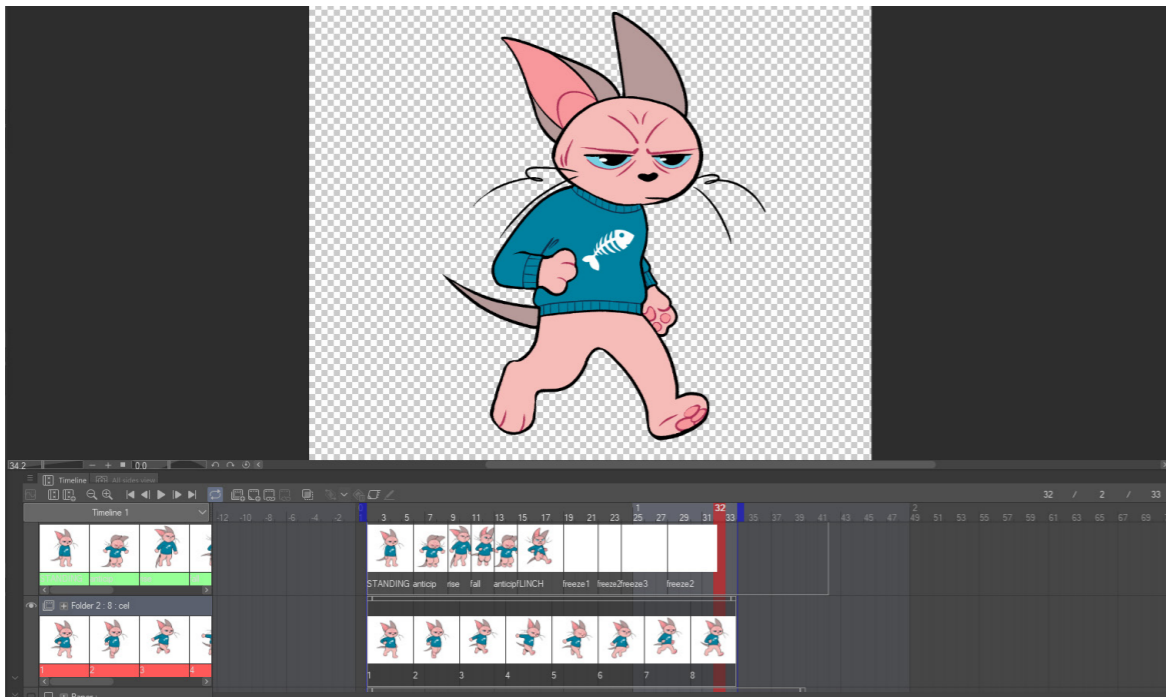 34.2 0.0
Timeline All sides view
32 / 2 / 33
Timeline 1
1 2
-12 -10 -8 -6 -4 -2 3 5 7 9 11 13 15 17 19 21 23 25 27 29 31 32 33 35 37 39 41 43 45 47 49 51 53 55 57 59 61 63 65 67 69
STANDING anticip rise fall anticipfLINCH freeze1 freeze2freeze3 freeze2
Folder 2 : 8 : cel
1 2 3 4
1 2 3 4 5 6 7 8
Paper :